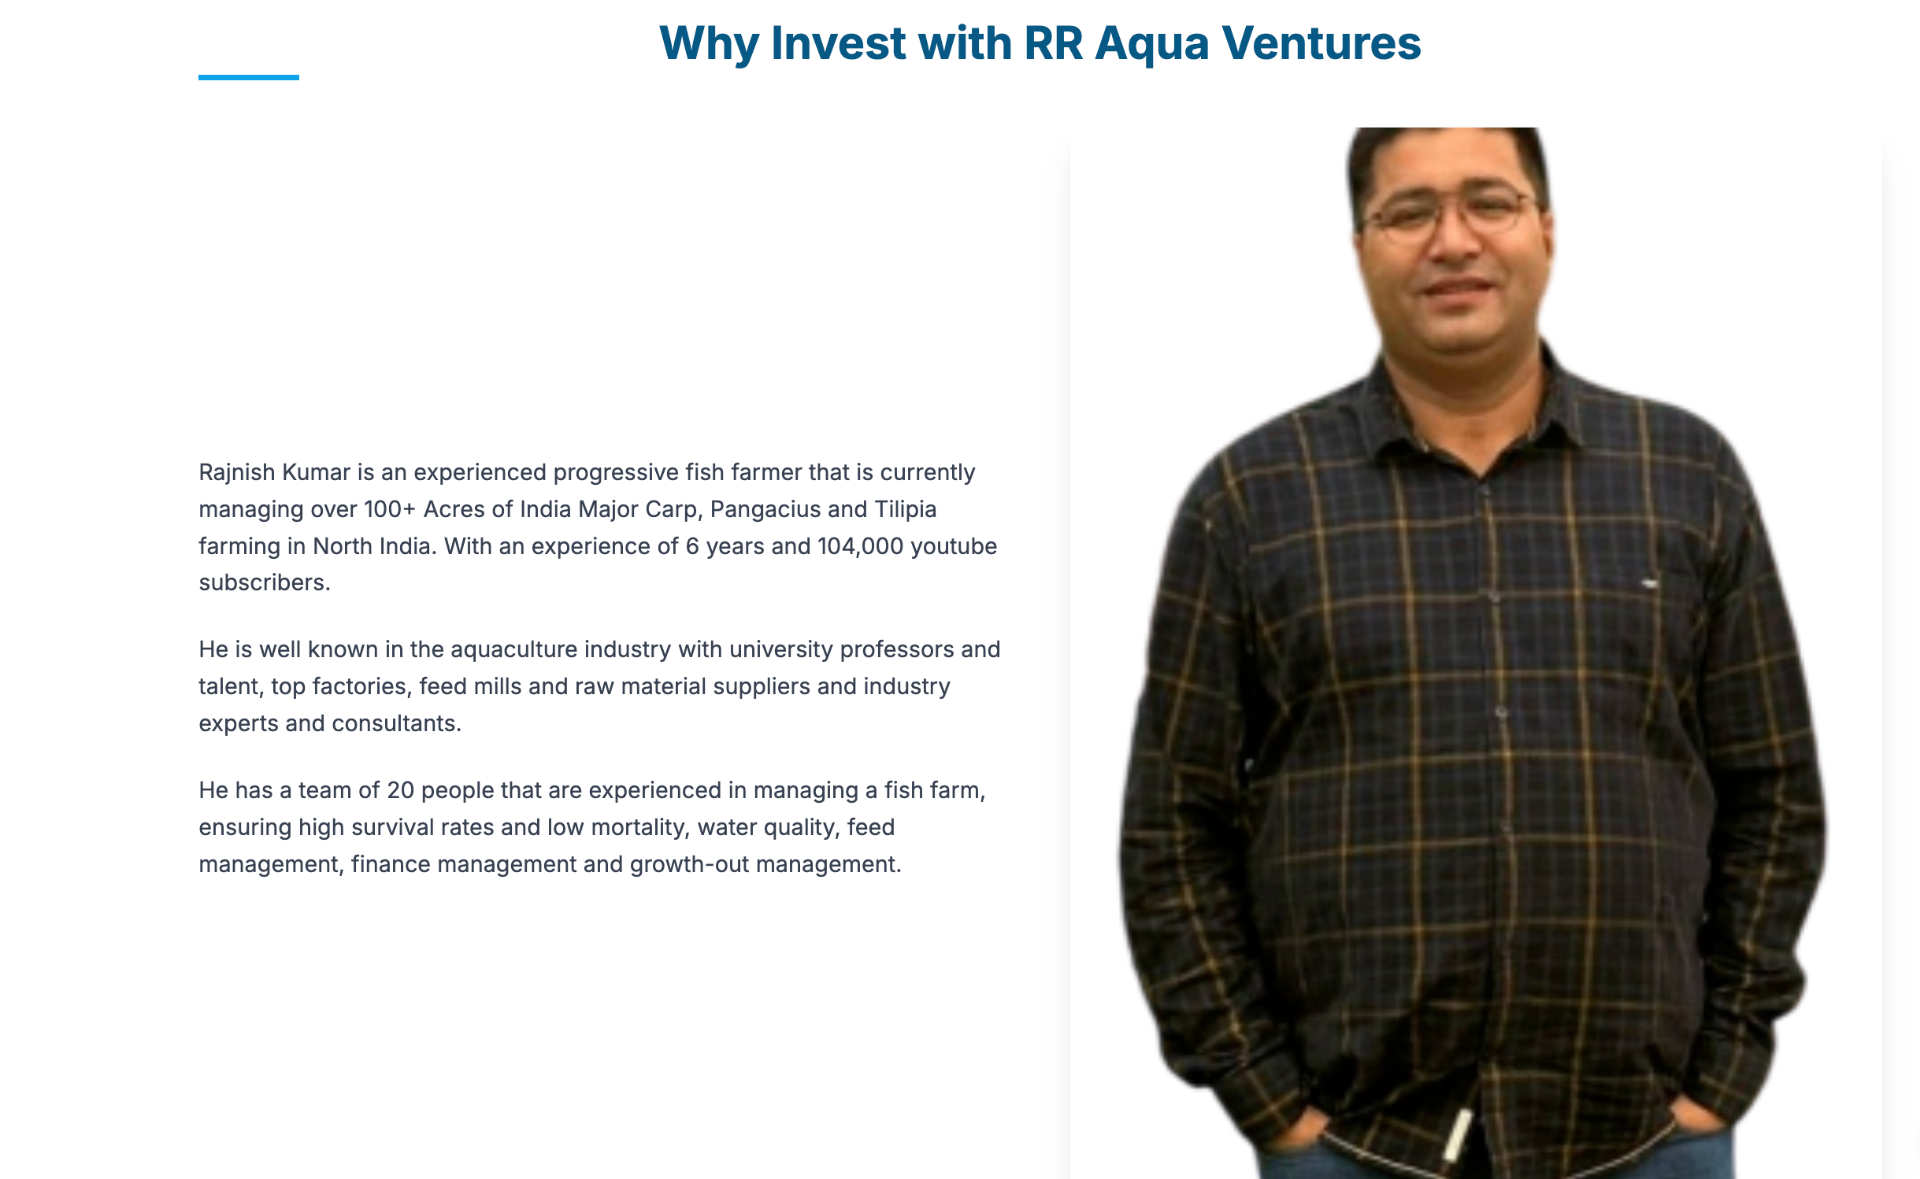 Why Invest with RR Aqua Ventures
Rajnish Kumar is an experienced progressive fish farmer that is currently
managing over 100+ Acres of India Major Carp, Pangacius and Tilipia
farming in North India. With an experience of 6 years and 104,000 youtube
subscribers.
He is well known in the aquaculture industry with university professors and
talent, top factories, feed mills and raw material suppliers and industry
experts and consultants.
He has a team of 20 people that are experienced in managing a fish farm,
ensuring high survival rates and low mortality, water quality, feed
management, finance management and growth-out management.